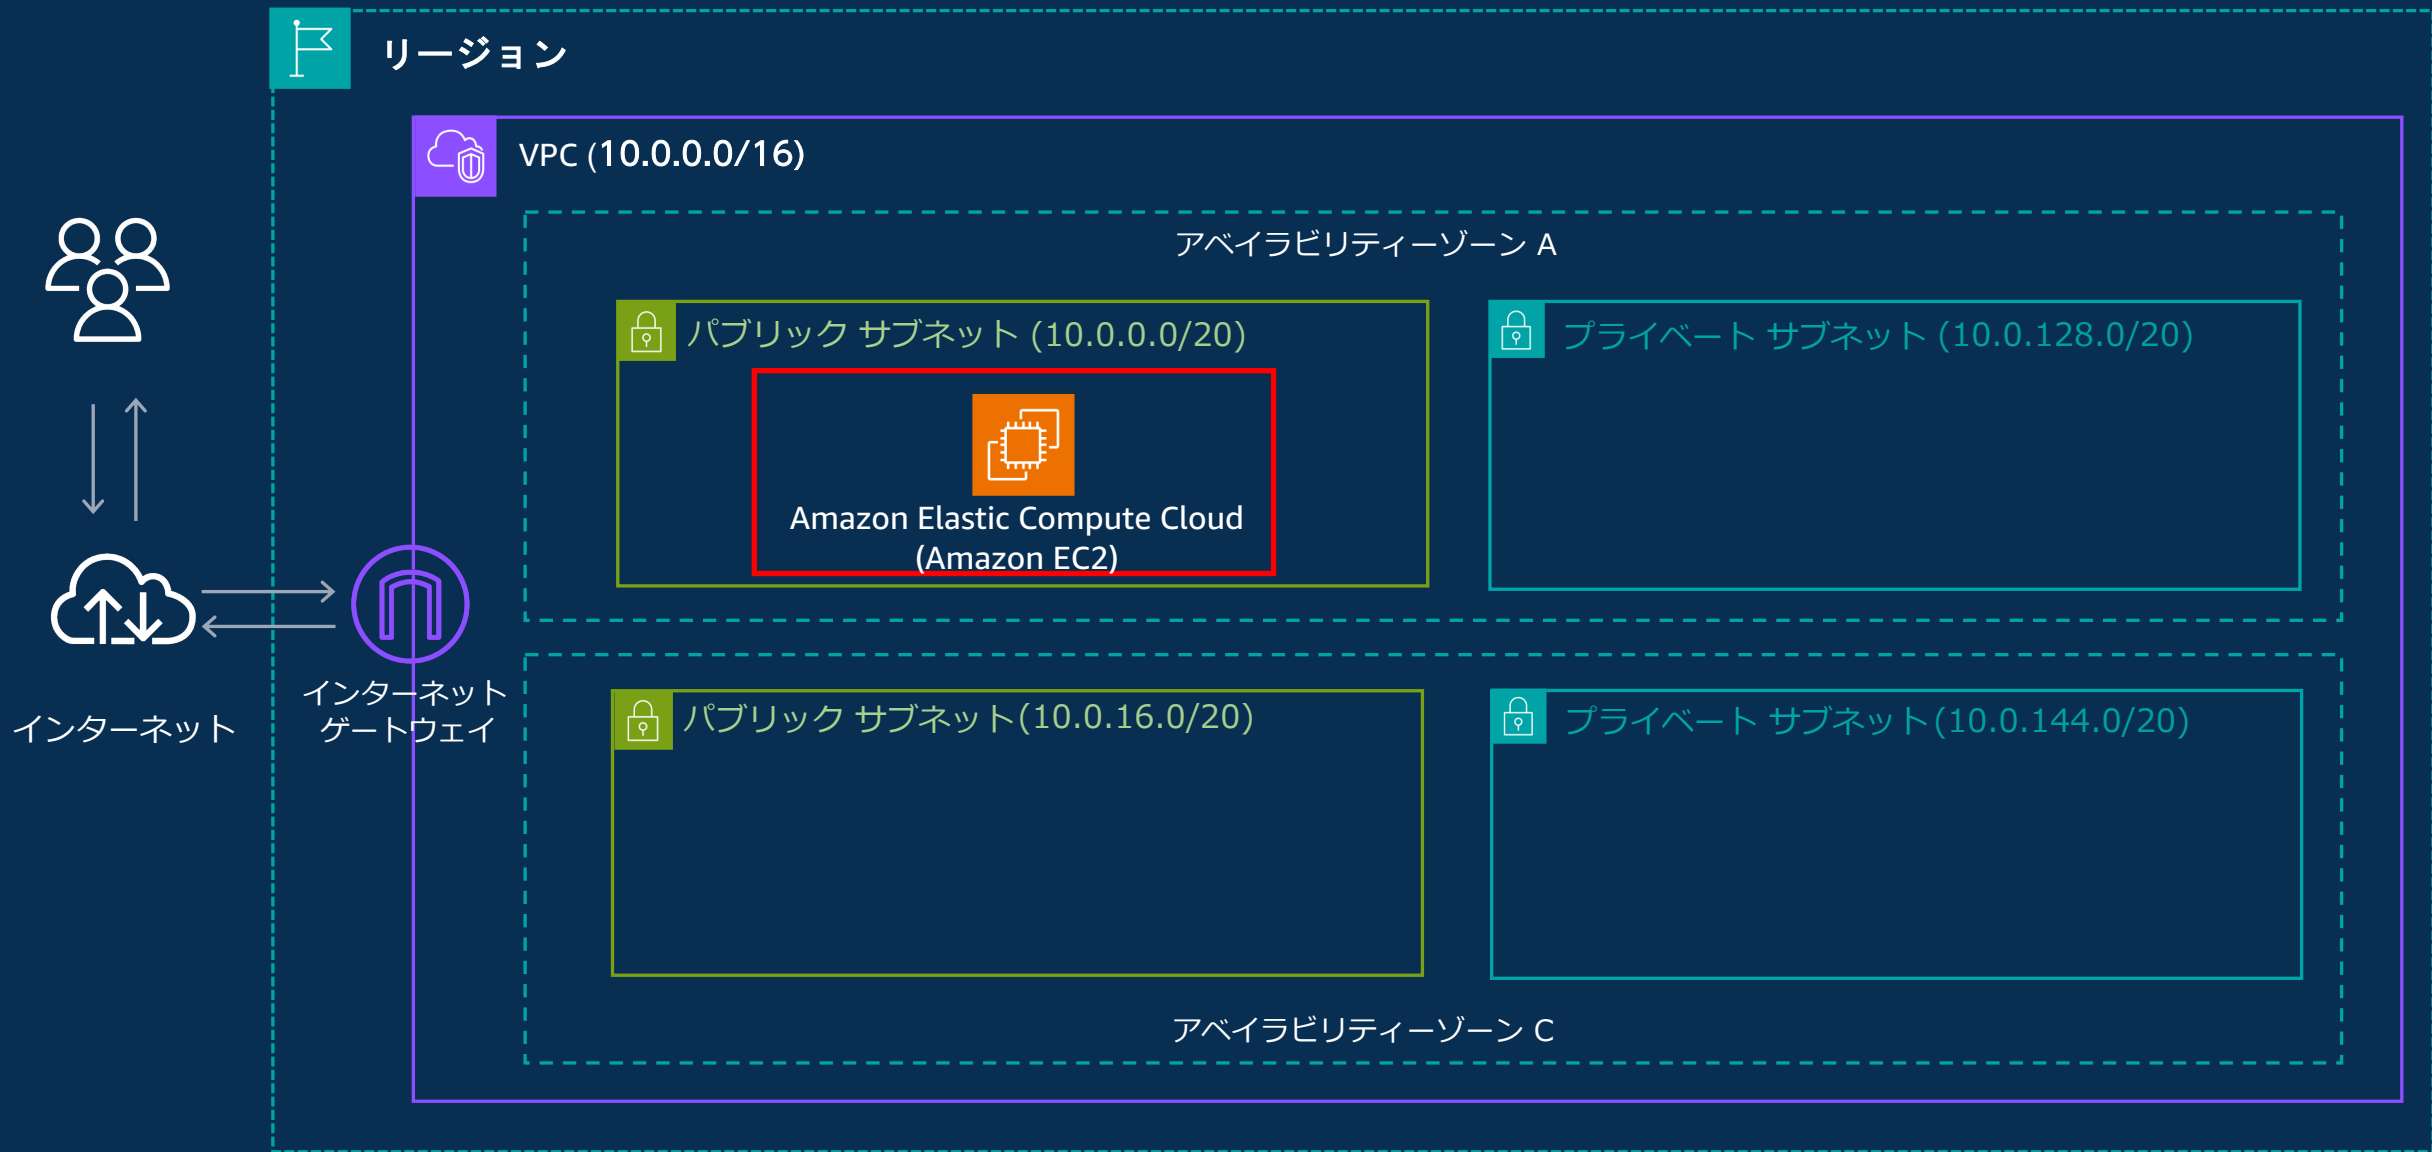 リージョン
VPC (10.0.0.0/16)
アベイラビリティーゾーン A
パブリック サブネット (10.0.0.0/20)
プライベート サブネット (10.0.128.0/20)
Amazon Elastic Compute Cloud
(Amazon EC2)
インターネット
インターネット
ゲートウェイ
パブリック サブネット(10.0.16.0/20)
プライベート サブネット(10.0.144.0/20)
アベイラビリティーゾーン C